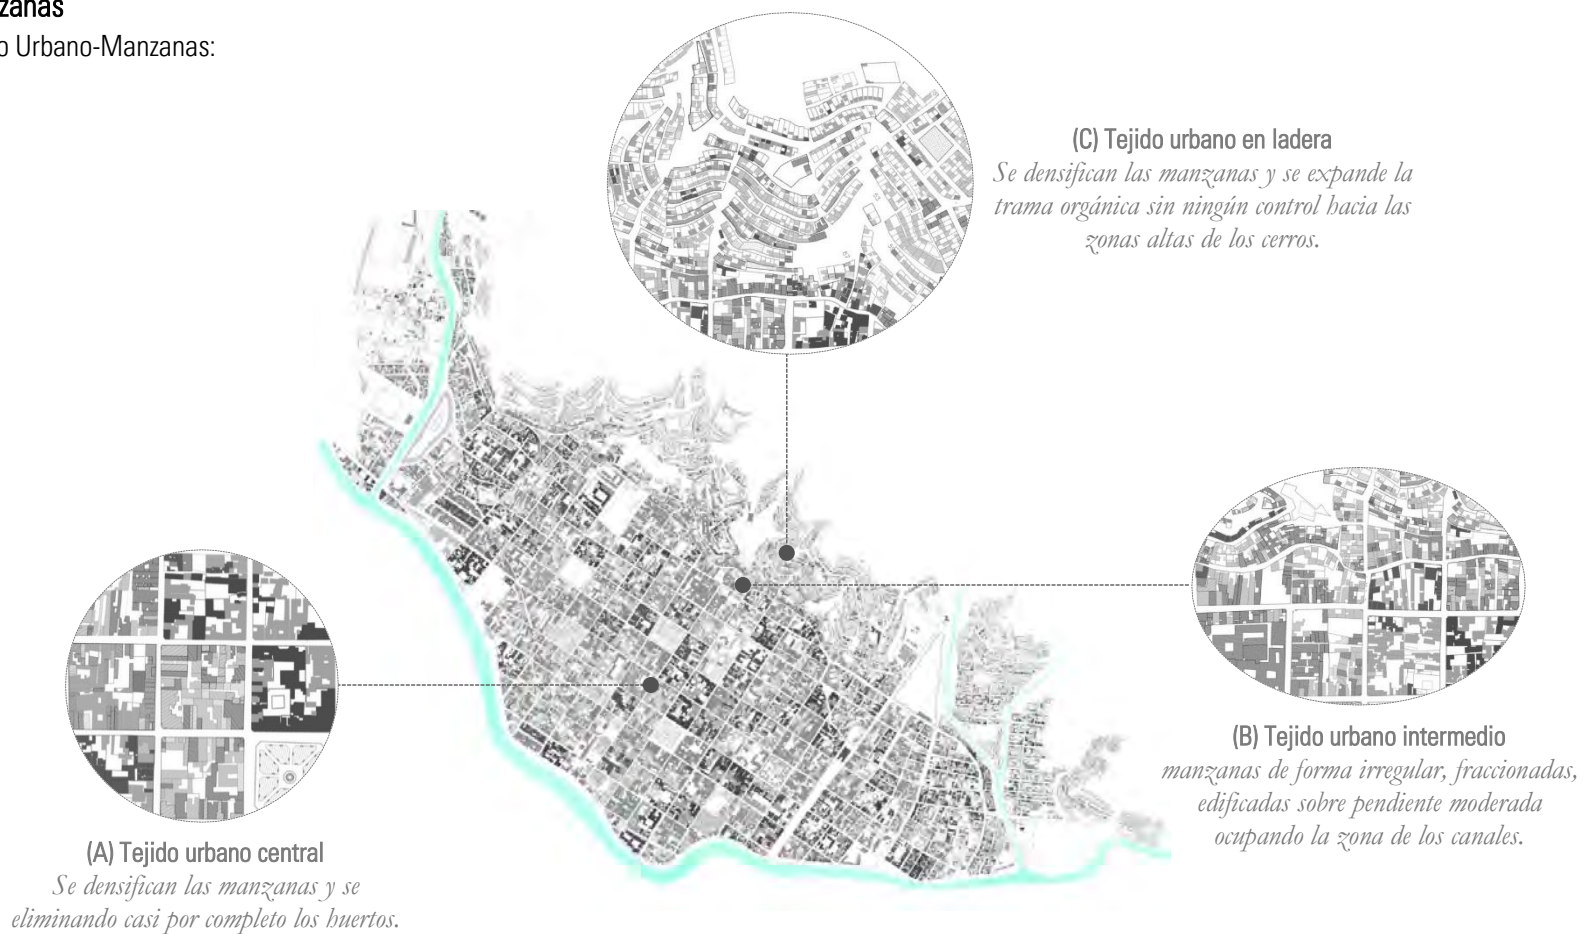 zanas
o Urbano-Manzanas:
(C) Tejido urbano en ladera
Se densifican las manzanas y se expande la
trama orgánica sin ningún control hacia las
zonas altas de los cerros.
(B) Tejido urbano intermedio
manzanas de forma irregular, fraccionadas,
edificadas sobre pendiente moderada
ocupando la zona de los canales.
(A) Tejido urbano central
Se densifican las manzanas y se
eliminando casi por completo los huertos.